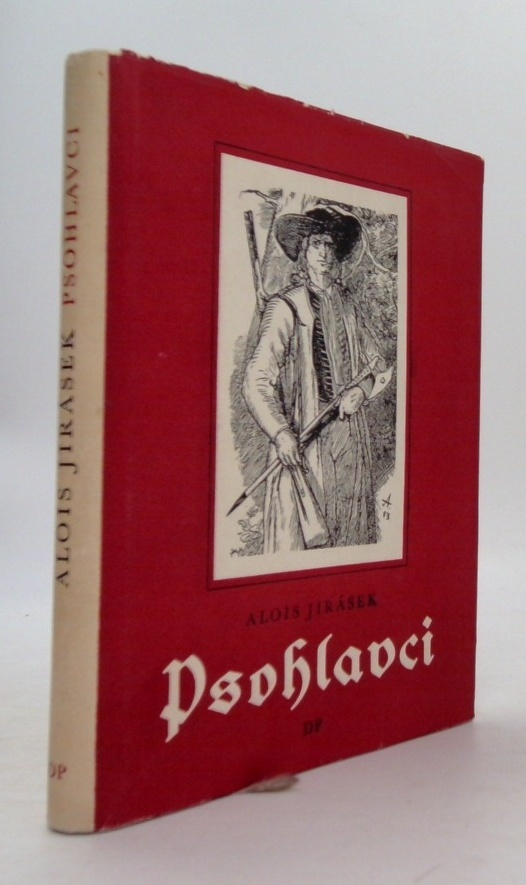 ALOIS JIRÁSEK PSOHLAVCI
DP
ALOIS JIRÁSEK
Psohlavci
DP